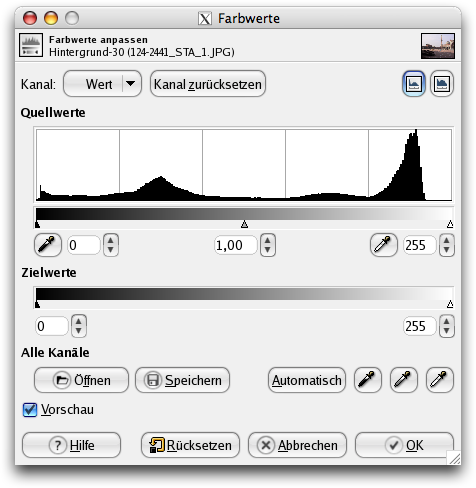 Farbwerte
Farbwerte anpassen
Hintergrund-30 (124-2441_STA_1.JPG)
Kanal: Wert Kanal zurücksetzen
Quellwerte
0 1,00 255
Zielwerte
0 255
Alle Kanäle
Öffnen Speichern Automatisch
Vorschau
Hilfe Rücksetzen Abbrechen OK